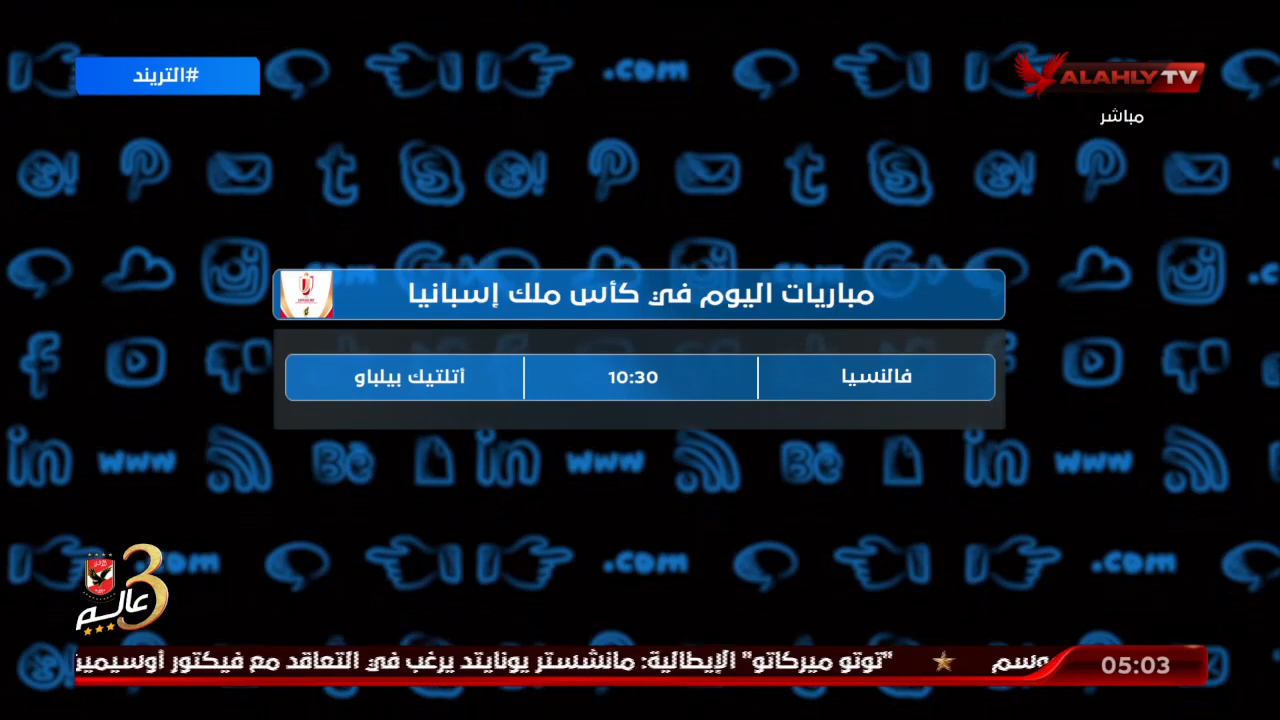 #التريند
ALAHLY TV
مباشر
مباريات اليوم في كأس ملك إسبانيا
فالنسيا
10:30
أتلتيك بيلباو
3 عالم
05:03
وسم
"توتو ميركاتو" الإيطالية: مانشستر يونايتد يرغب في التعاقد مع فيكتور أوسيمين